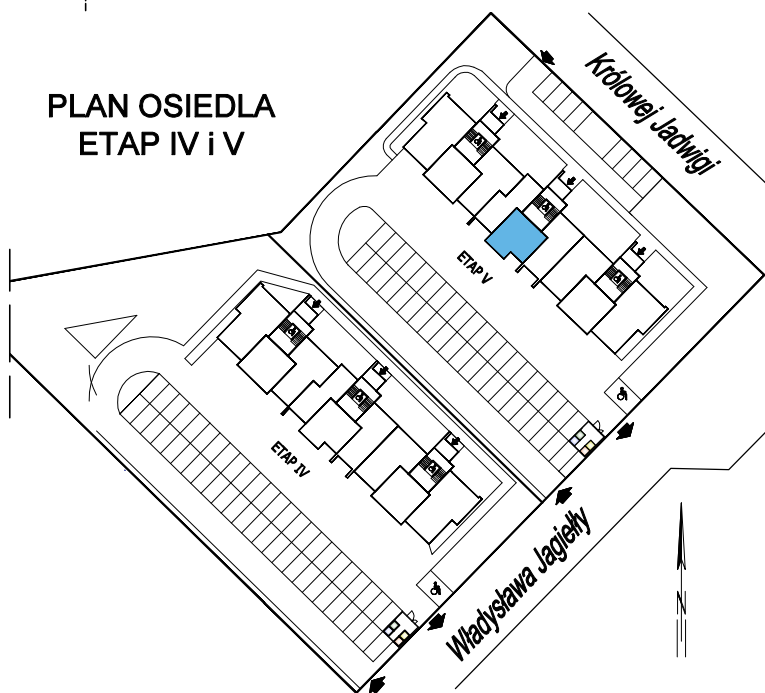 PLAN OSIEDLA
ETAP IV i V
Królowej Jadwigi
ETAP V
ETAP IV
Władysława Jagiełły
N